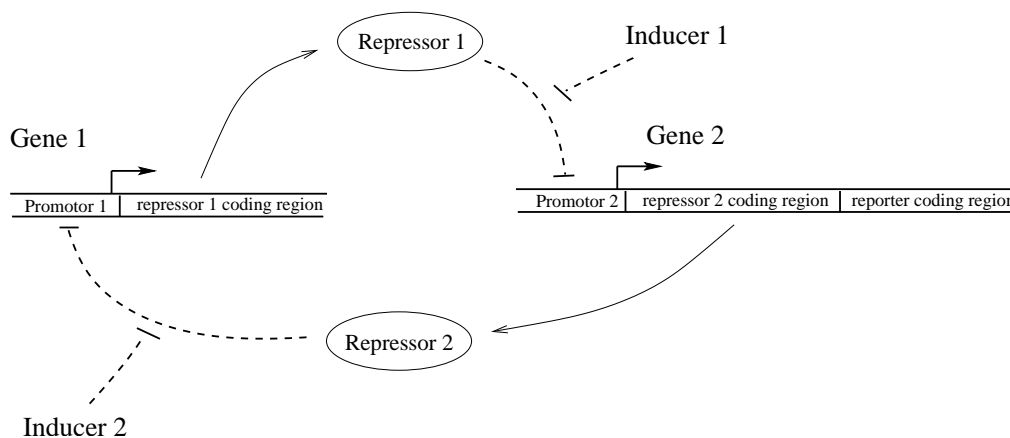 Repressor 1
Inducer 1
Gene 1
Gene 2
Promotor 1
repressor 1 coding region
Promotor 2
repressor 2 coding region
reporter coding region
Repressor 2
Inducer 2